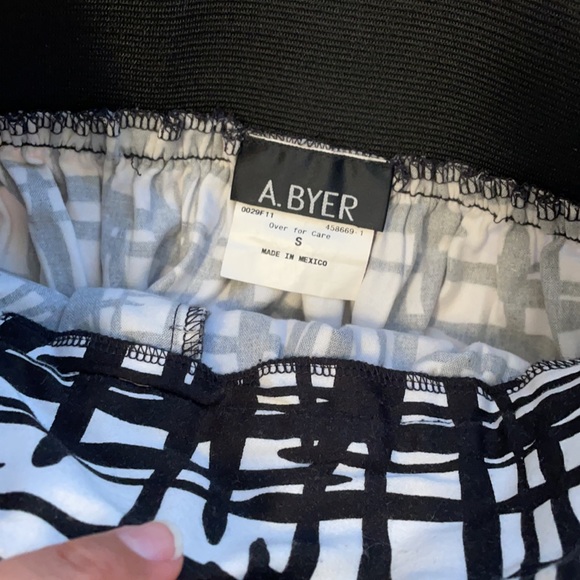 A.BYER
0029F11 458669-1
Over for Care
S
MADE IN MEXICO